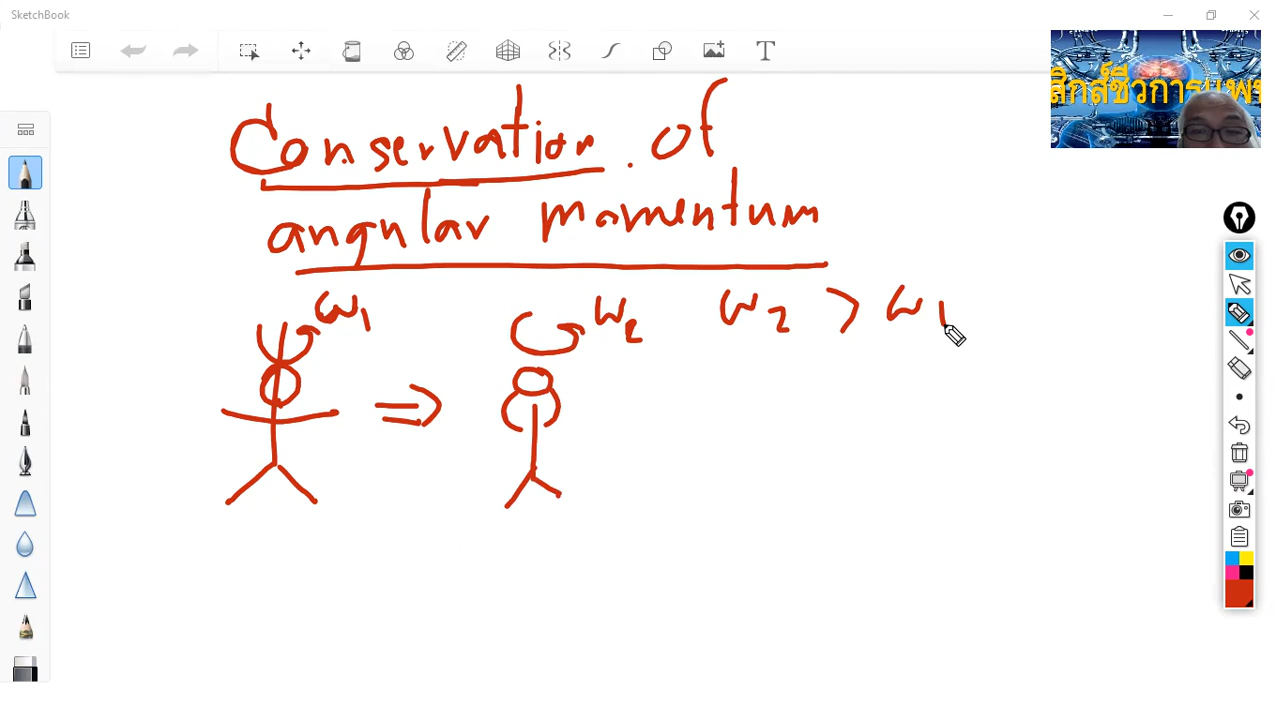 SketchBook
สิกส์ชีวการแพท
Conservation of
angular momentum
ω1
ω2
ω2 > ω1